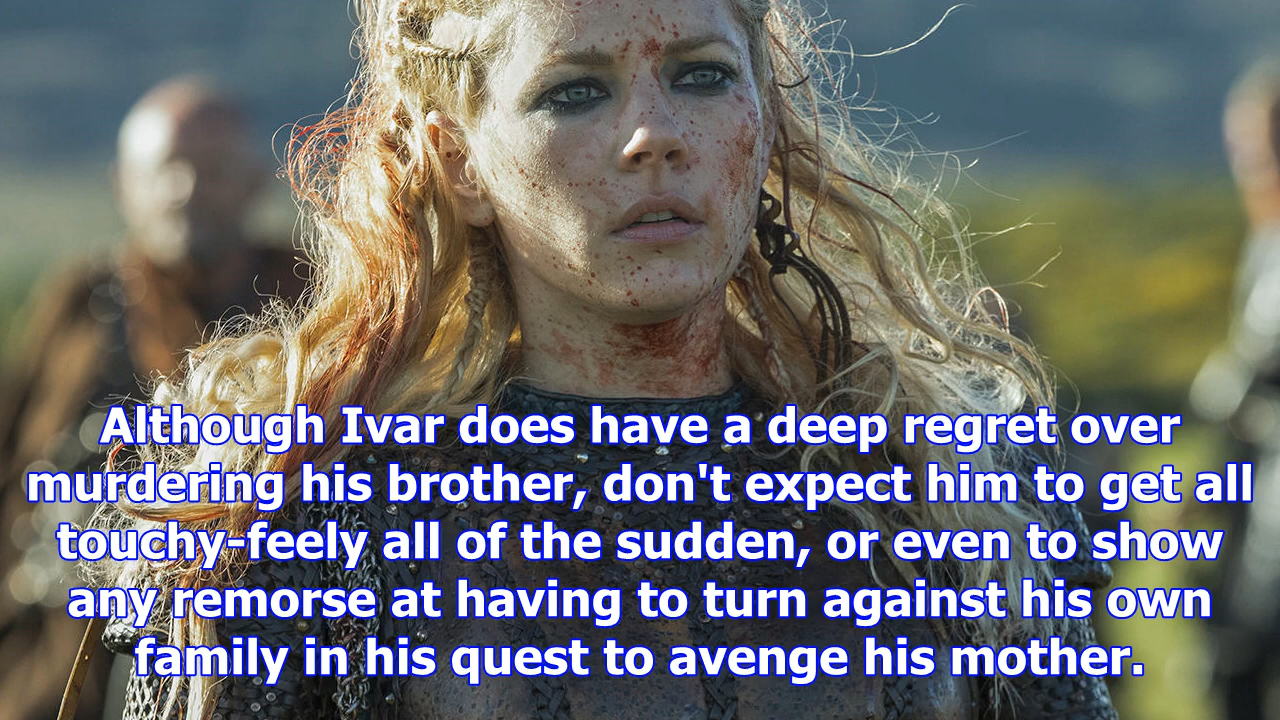 Although Ivar does have a deep regret over
murdering his brother, don't expect him to get all
touchy-feely all of the sudden, or even to show
any remorse at having to turn against his own
family in his quest to avenge his mother.